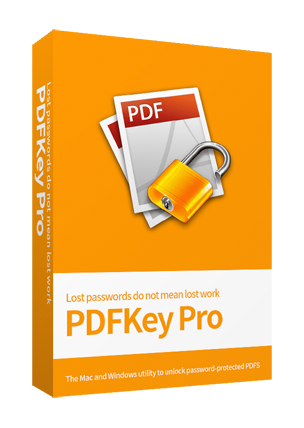 Lost passwords do not mean lost work
PDFKey Pro
PDF
Lost passwords do not mean lost work
PDFKey Pro
The Mac and Windows utility to unlock password-protected PDFS